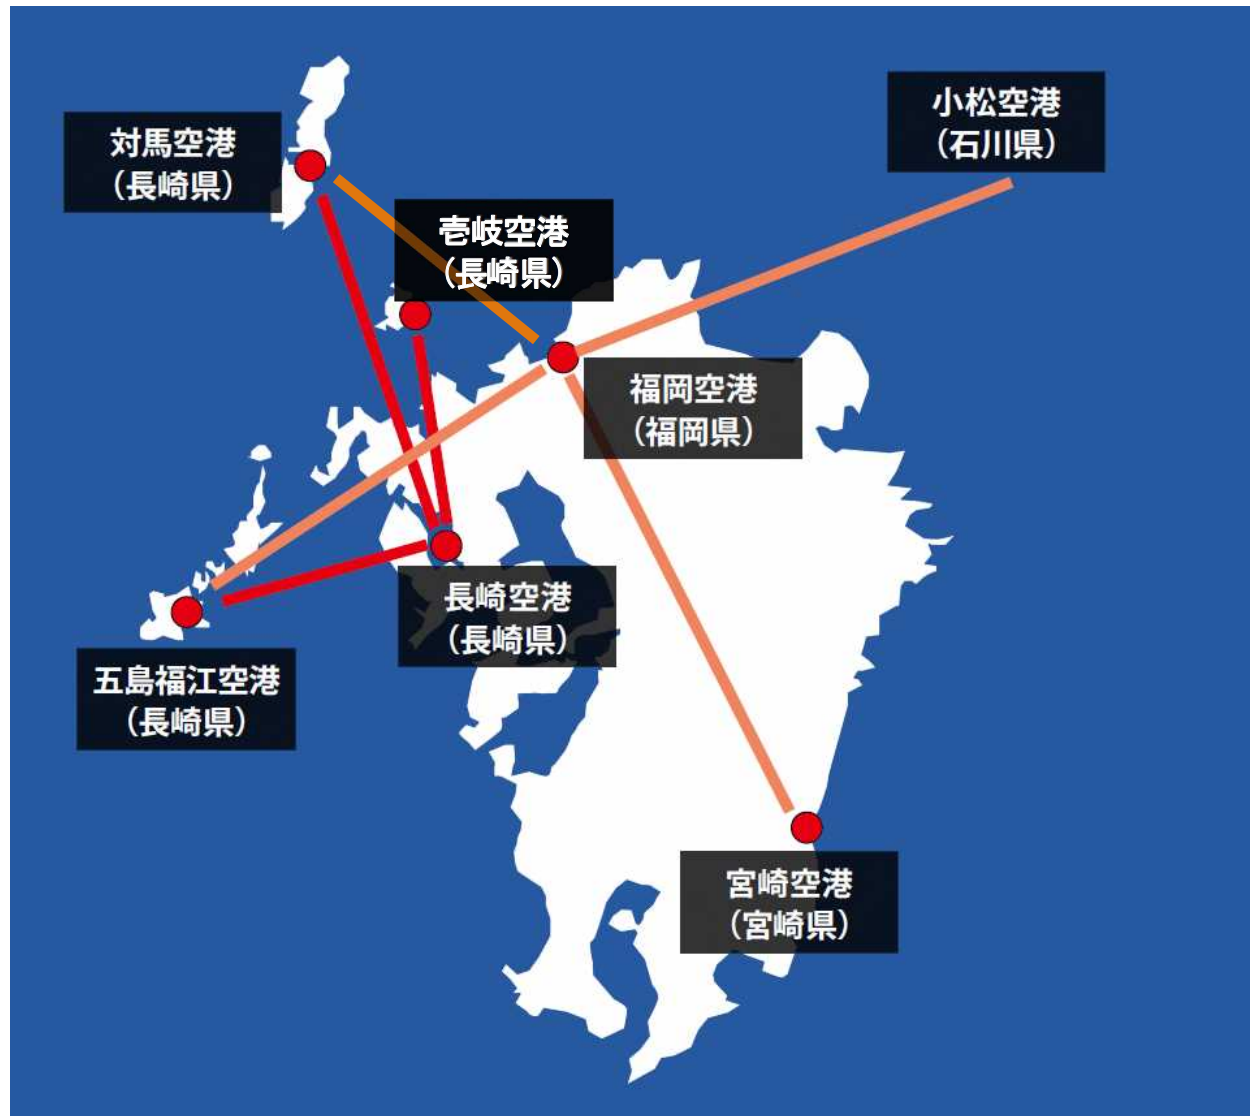 対馬空港
（長崎県）
小松空港
（石川県）
壱岐空港
（長崎県）
福岡空港
（福岡県）
長崎空港
（長崎県）
五島福江空港
（長崎県）
宮崎空港
（宮崎県）